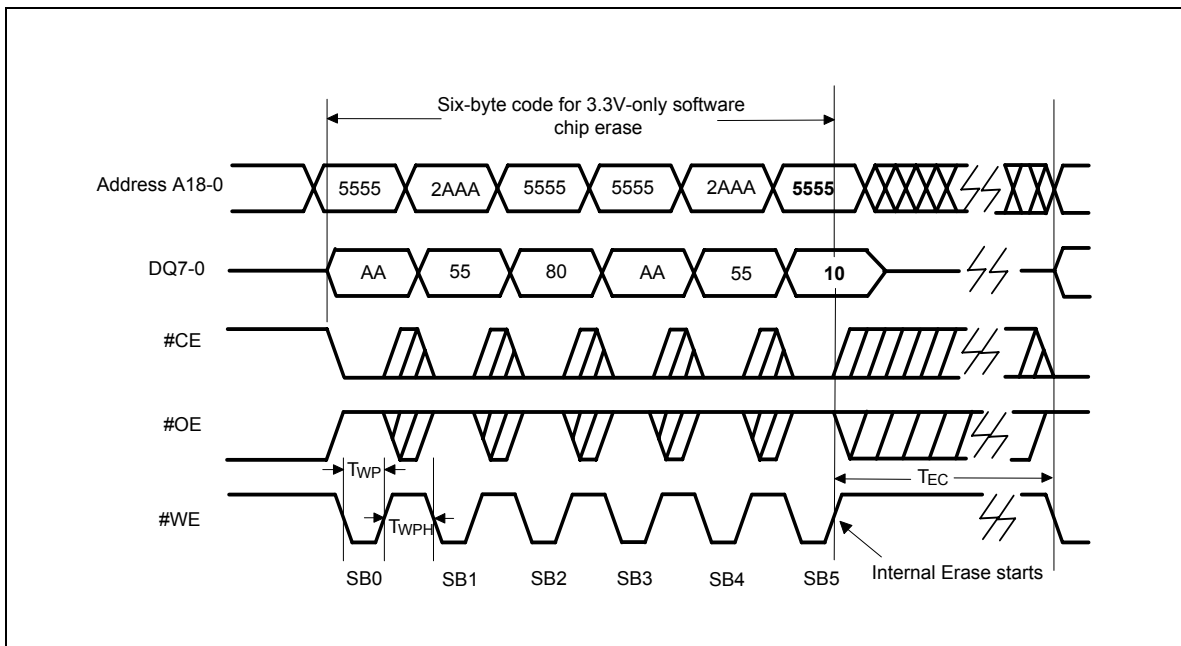 Six-byte code for 3.3V-only software
chip erase
Address A18-0
5555 2AAA 5555 5555 2AAA 5555
DQ7-0
AA 55 80 AA 55 10
#CE
#OE
TWP
TEC
#WE
TWPH
Internal Erase starts
SB0 SB1 SB2 SB3 SB4 SB5